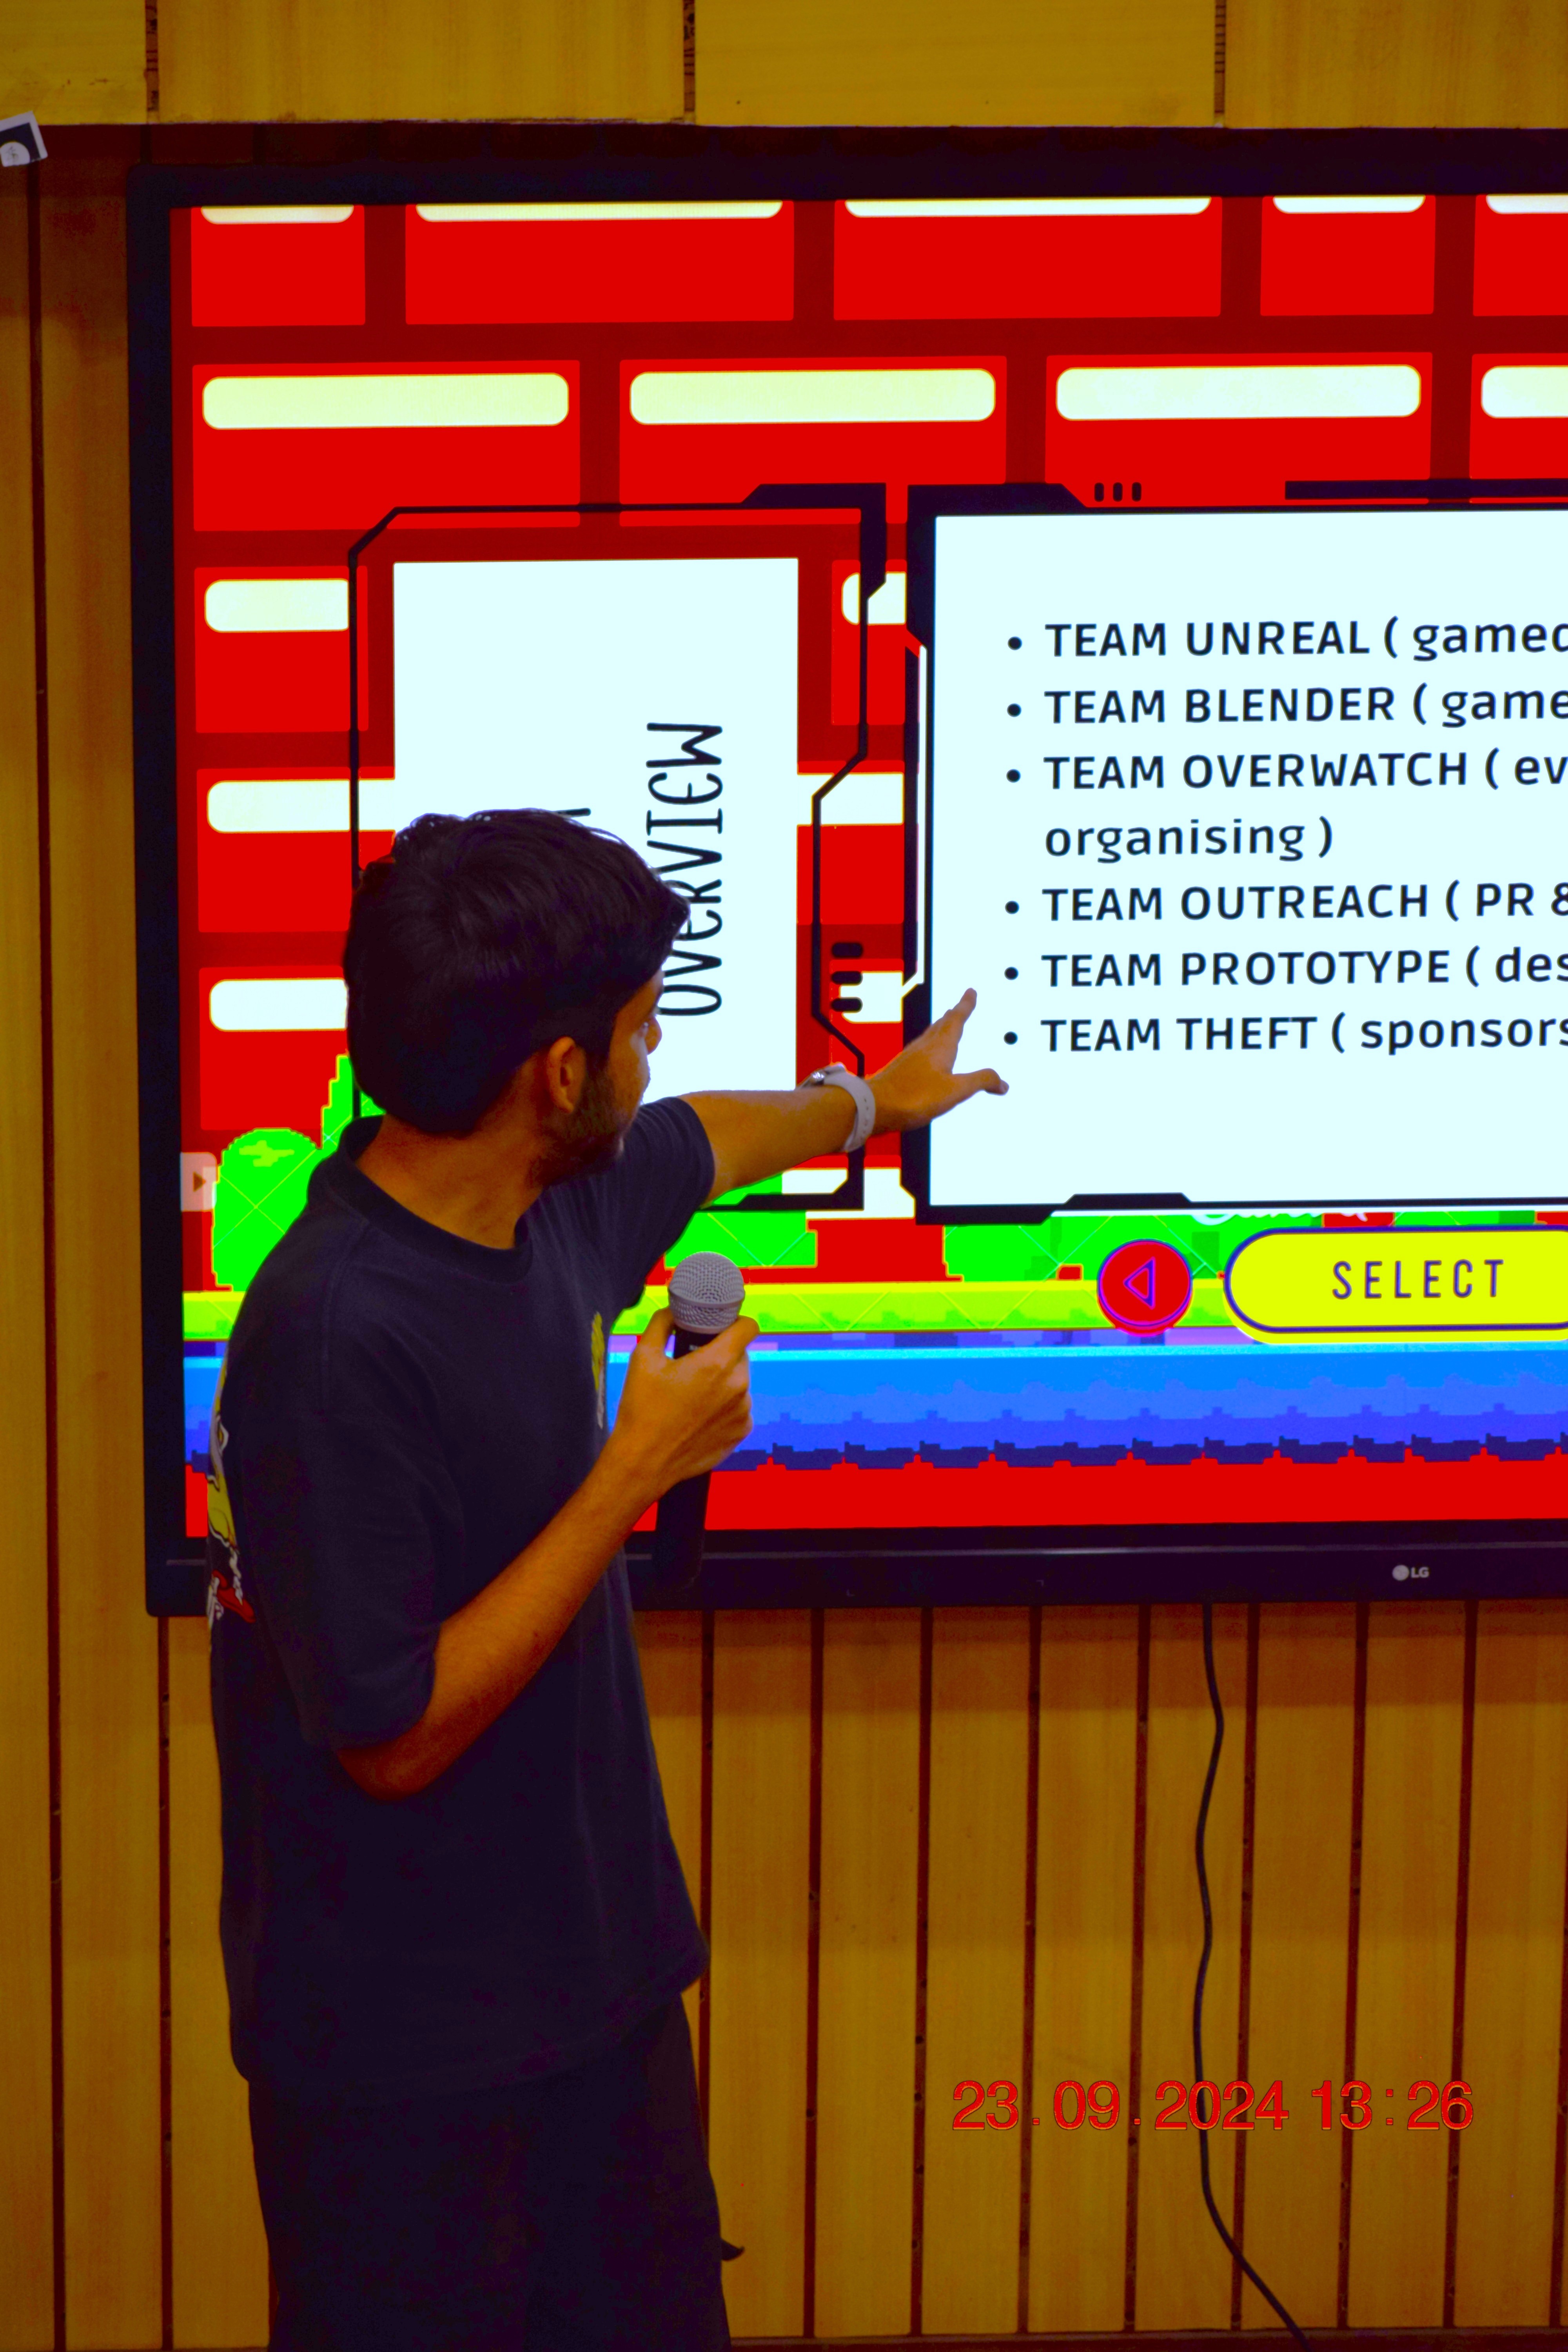 OVERVIEW
• TEAM UNREAL ( gamed
• TEAM BLENDER ( game
• TEAM OVERWATCH ( ev
organising )
• TEAM OUTREACH ( PR &
• TEAM PROTOTYPE ( des
• TEAM THEFT ( sponsors
SELECT
LG
23.09.2024 13:26